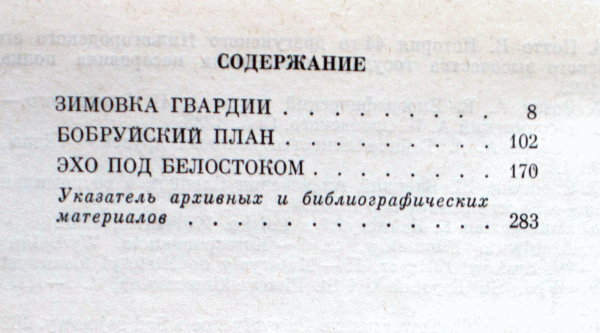 СОДЕРЖАНИЕ
ЗИМОВКА ГВАРДИИ . . . . . . . . 8
БОБРУЙСКИЙ ПЛАН . . . . . . . . 102
ЭХО ПОД БЕЛОСТОКОМ . . . . . . . 170
Указатель архивных и библиографических
материалов . . . . . . . . . . . 283